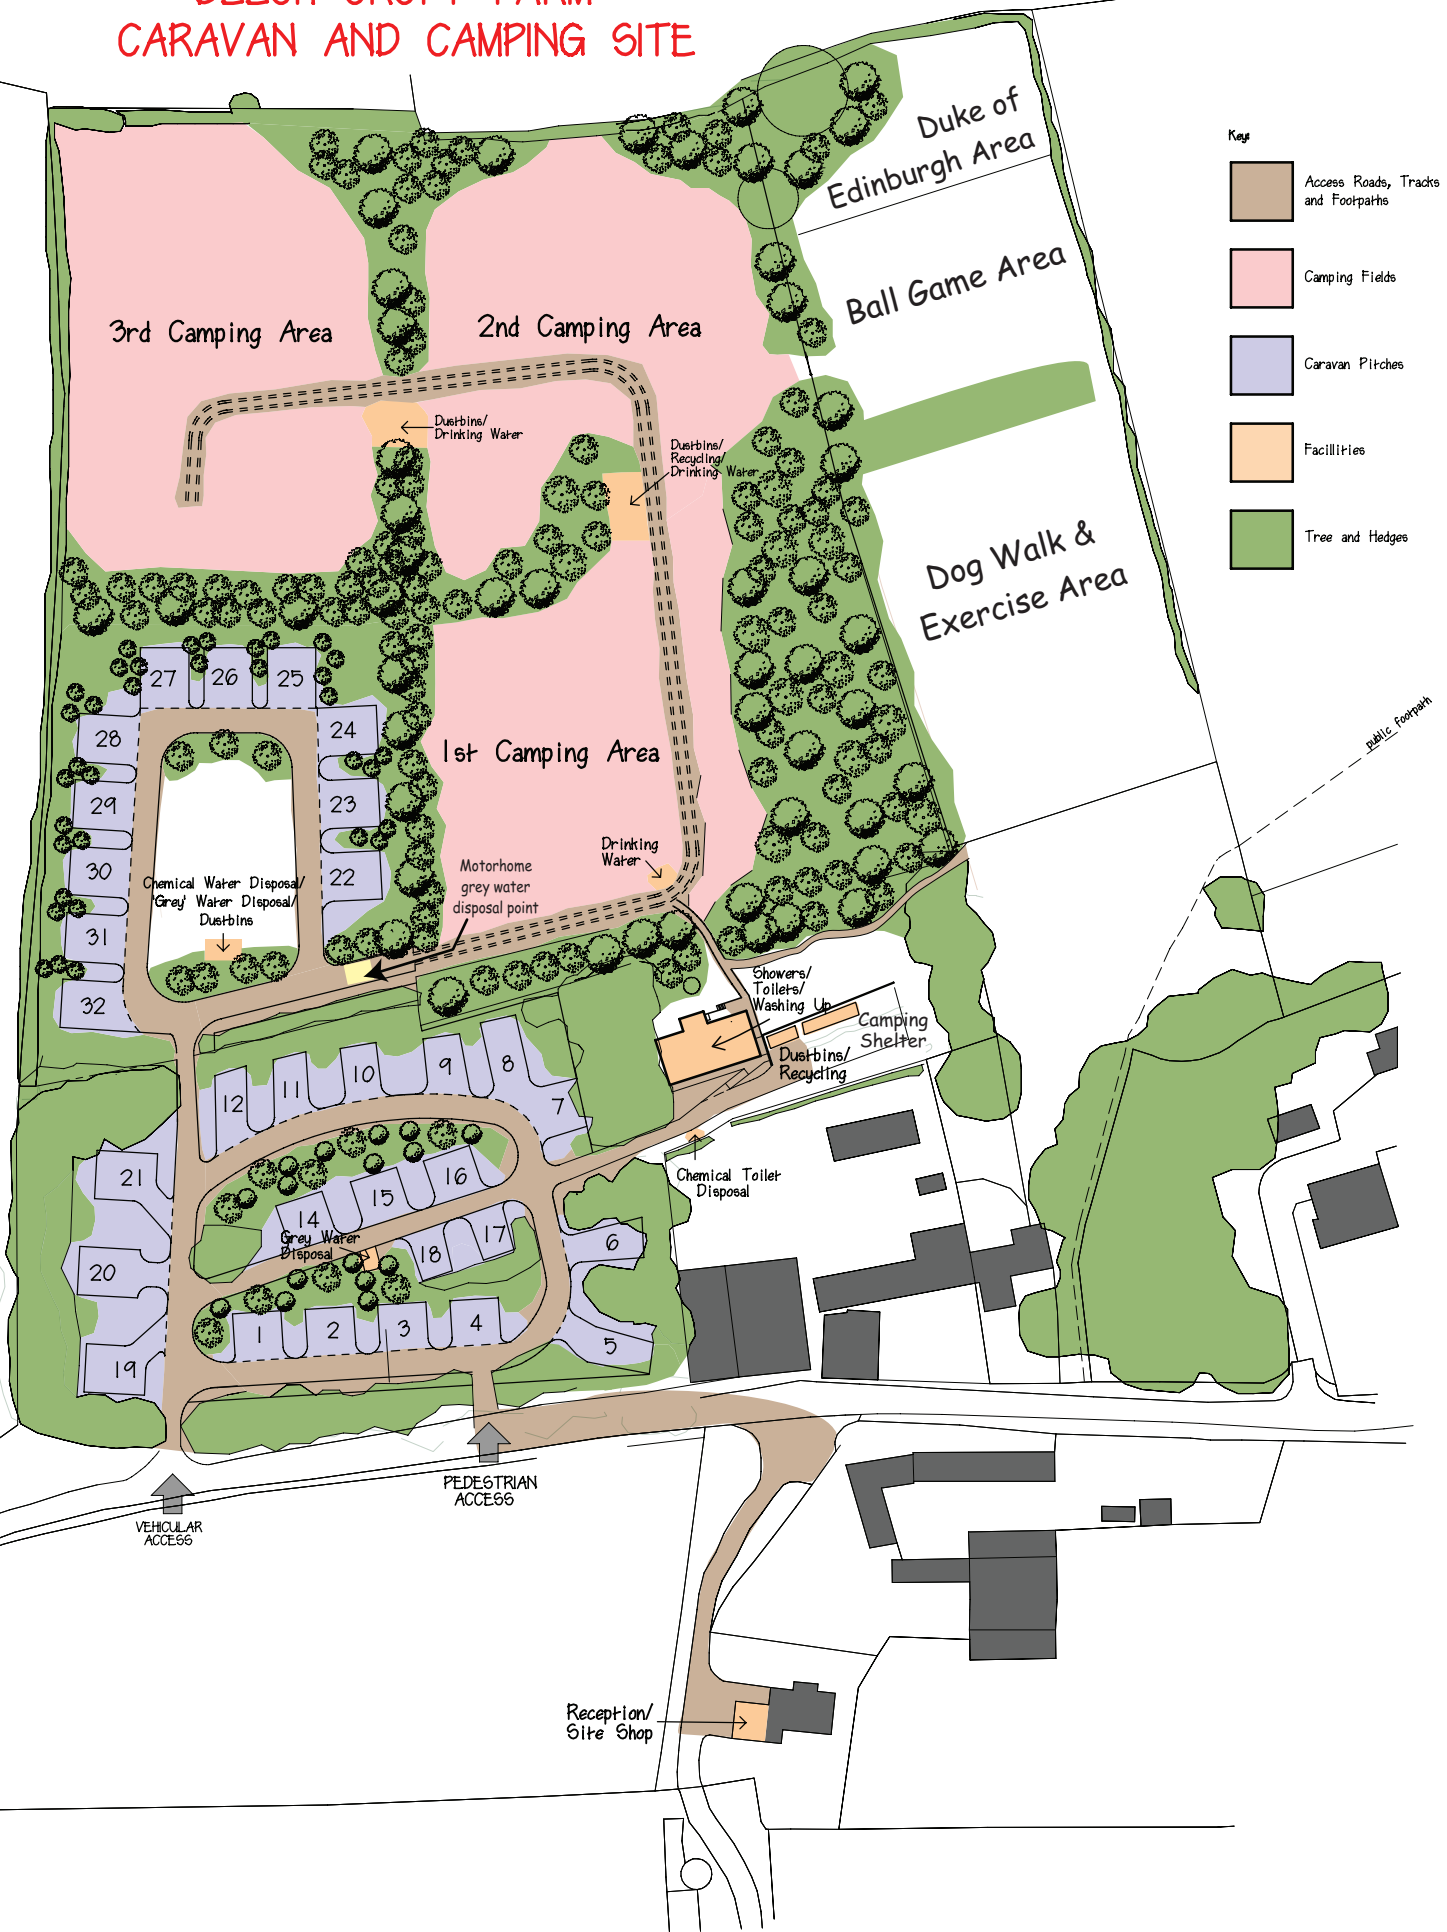 BEECH CROFT FARM
CARAVAN AND CAMPING SITE
Duke of
Edinburgh Area
Ball Game Area
Dog Walk &
Exercise Area
Key:
Access Roads, Tracks
and Footpaths
Camping Fields
Caravan Pitches
Facillities
Tree and Hedges
3rd Camping Area
2nd Camping Area
Dustbins/
Drinking Water
Dustbins/
Recycling/
Drinking Water
27
26
25
28
24
29
23
30
22
31
32
1st Camping Area
Drinking
Water
Motorhome
grey water
disposal point
Chemical Water Disposal/
'Grey' Water Disposal/
Dustbins
public footpath
Showers/
Toilets/
Washing Up
Camping
Shelter
Dustbins/
Recycling
Chemical Toilet
Disposal
12
11
10
9
8
7
21
20
19
14
15
16
Grey Water
Disposal
18
17
6
5
1
2
3
4
VEHICULAR
ACCESS
PEDESTRIAN
ACCESS
Reception/
Site Shop